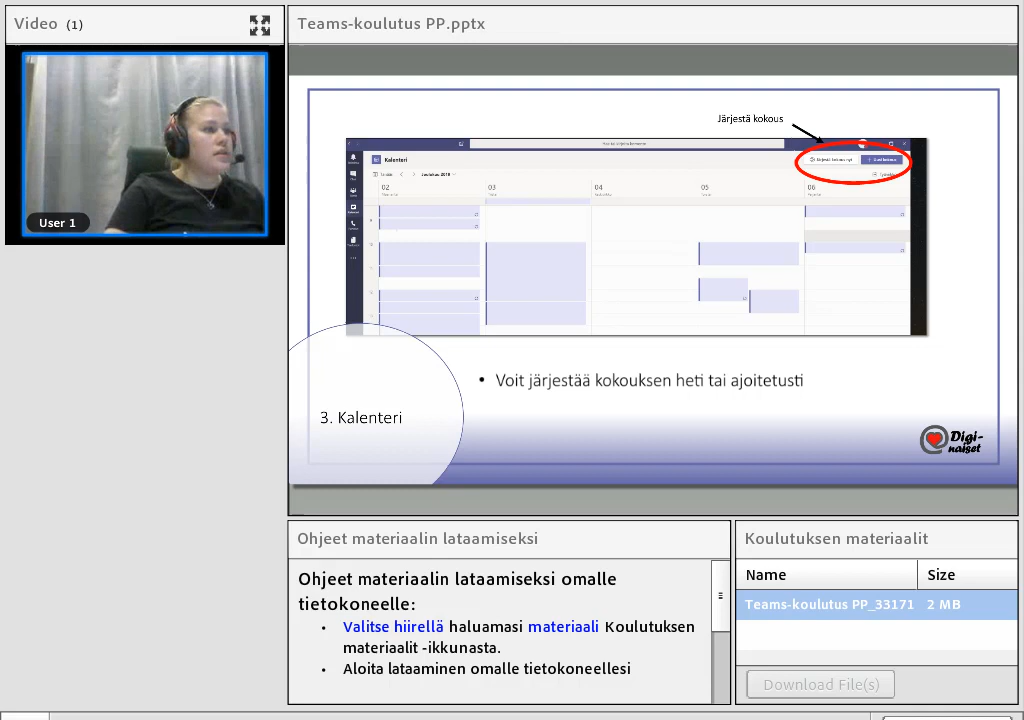 Video (1)
User 1
Teams-koulutus PP.pptx
Järjestä kokous
Kalenteri
joulukuu 2019
02
03
04
05
06
• Voit järjestää kokouksen heti tai ajoitetusti
3. Kalenteri
Digi-
naiset
Ohjeet materiaalin lataamiseksi
Ohjeet materiaalin lataamiseksi omalle
tietokoneelle:
• Valitse hiirellä haluamasi materiaali Koulutuksen
materiaalit -ikkunasta.
• Aloita lataaminen omalle tietokoneellesi
Koulutuksen materiaalit
Name Size
Teams-koulutus PP_33171 2 MB
Download File(s)